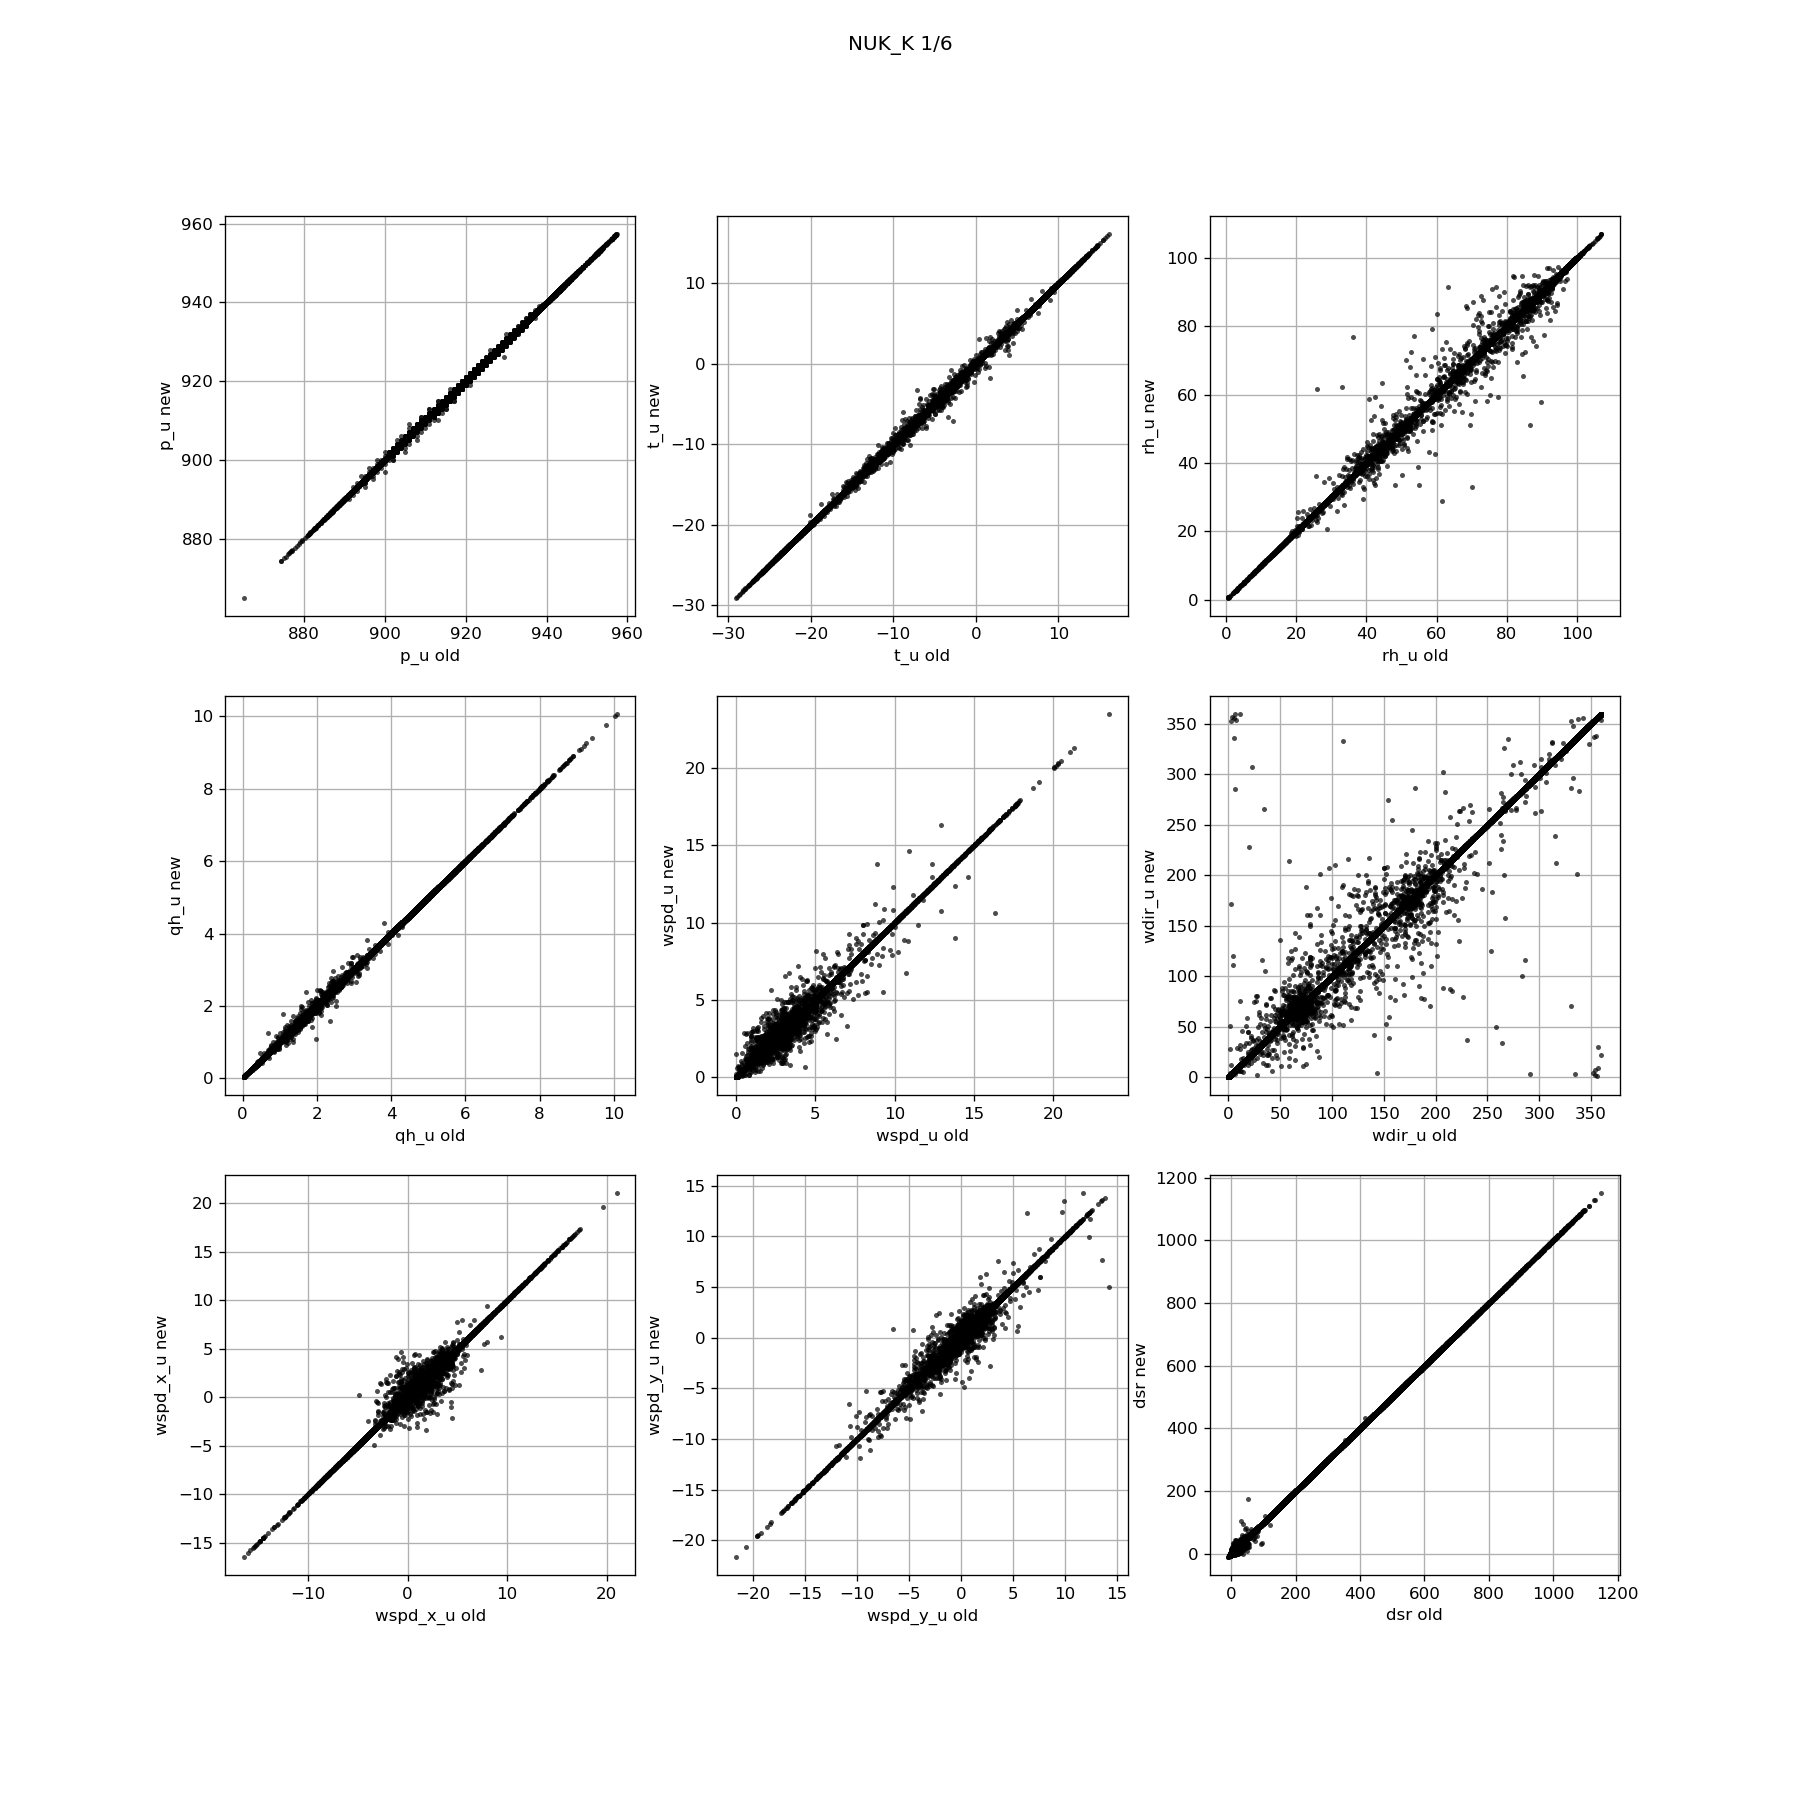 NUK_K 1/6
960
940
920
900
880
p_u new
880 900 920 940 960
p_u old
10
0
−10
−20
−30
t_u new
−30 −20 −10 0 10
t_u old
100
80
60
40
20
0
rh_u new
0 20 40 60 80 100
rh_u old
10
8
6
4
2
0
qh_u new
0 2 4 6 8 10
qh_u old
20
15
10
5
0
wspd_u new
0 5 10 15 20
wspd_u old
350
300
250
200
150
100
50
0
wdir_u new
0 50 100 150 200 250 300 350
wdir_u old
20
15
10
5
0
−5
−10
−15
wspd_x_u new
−10 0 10 20
wspd_x_u old
15
10
5
0
−5
−10
−15
−20
wspd_y_u new
−20 −15 −10 −5 0 5 10 15
wspd_y_u old
1200
1000
800
600
400
200
0
dsr new
0 200 400 600 800 1000 1200
dsr old